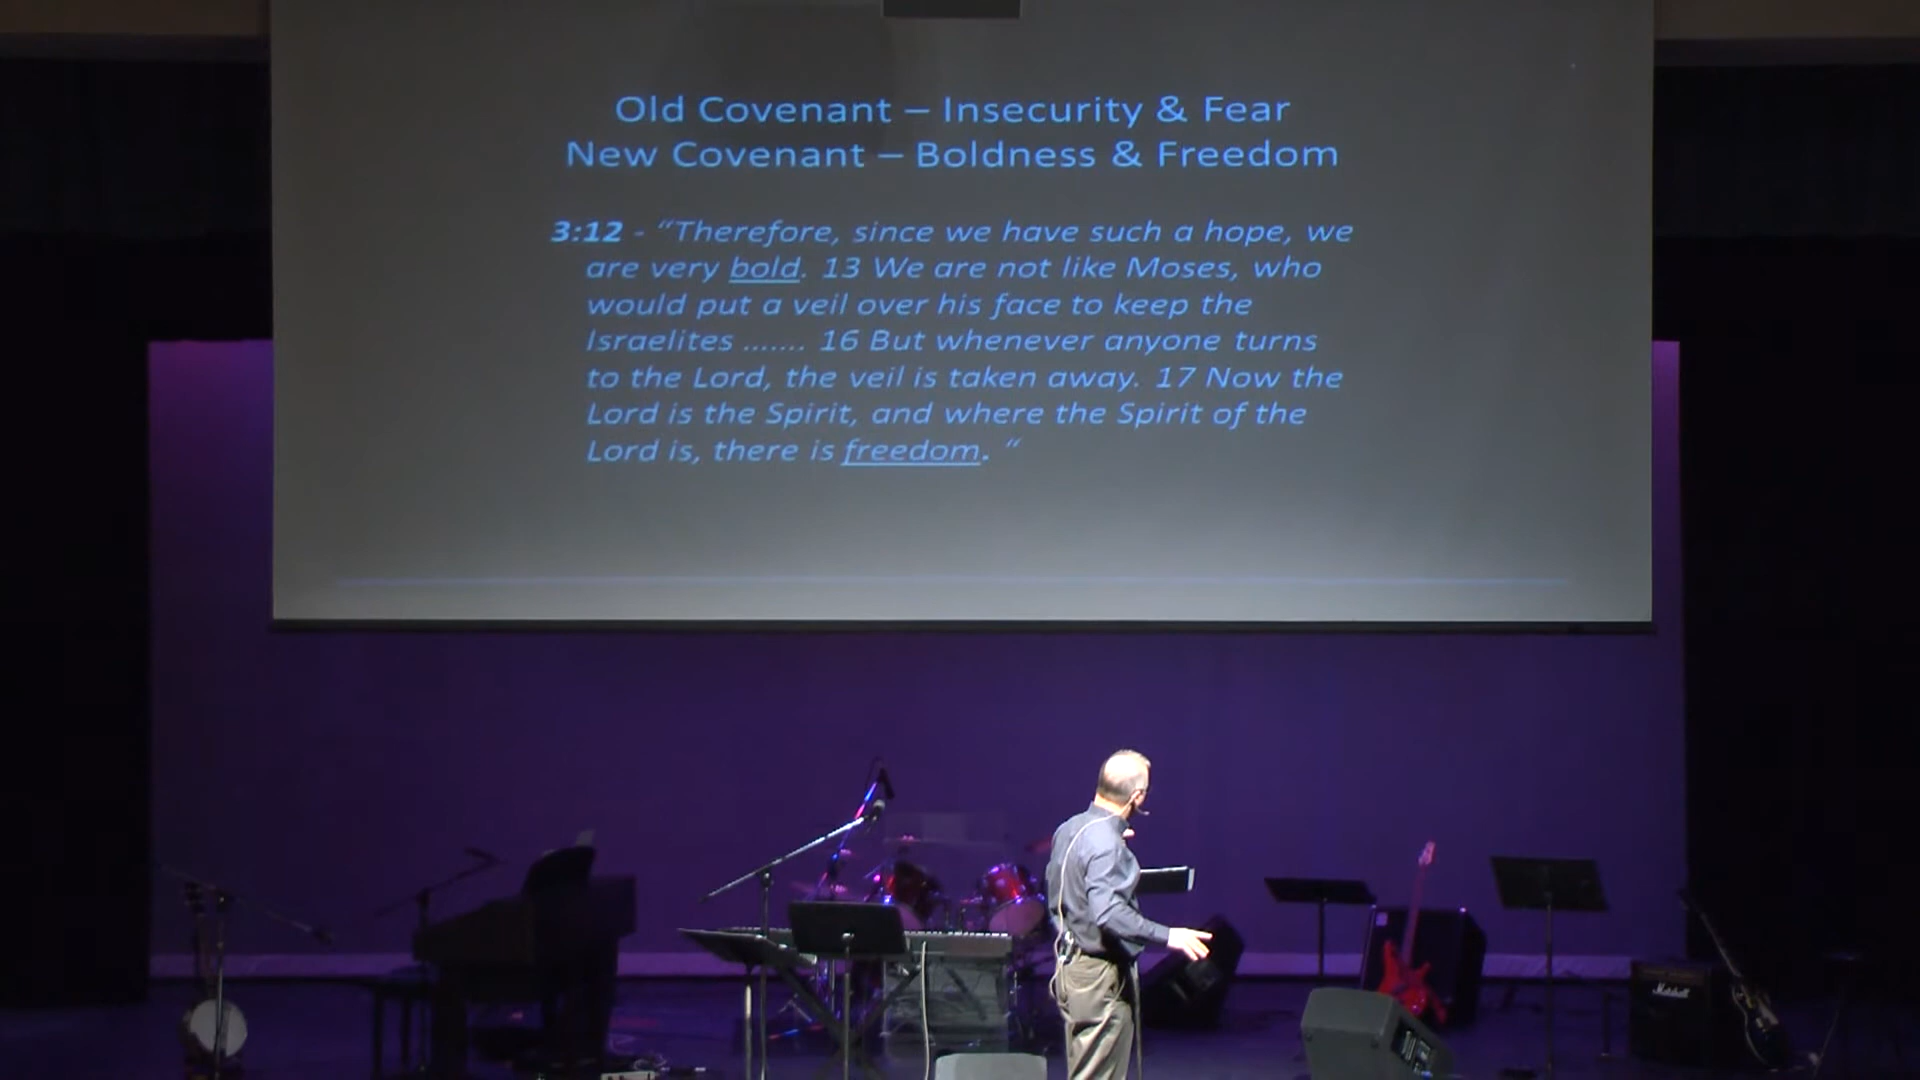 Old Covenant – Insecurity & Fear
New Covenant – Boldness & Freedom
3:12 - “Therefore, since we have such a hope, we
are very bold. 13 We are not like Moses, who
would put a veil over his face to keep the
Israelites ....... 16 But whenever anyone turns
to the Lord, the veil is taken away. 17 Now the
Lord is the Spirit, and where the Spirit of the
Lord is, there is freedom. “
Marshall